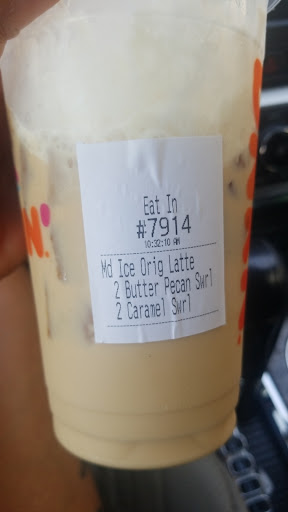 Eat In
#7914
10:32:10 AM
Md Ice Orig Latte
2 Butter Pecan Swrl
2 Caramel Swrl
N'